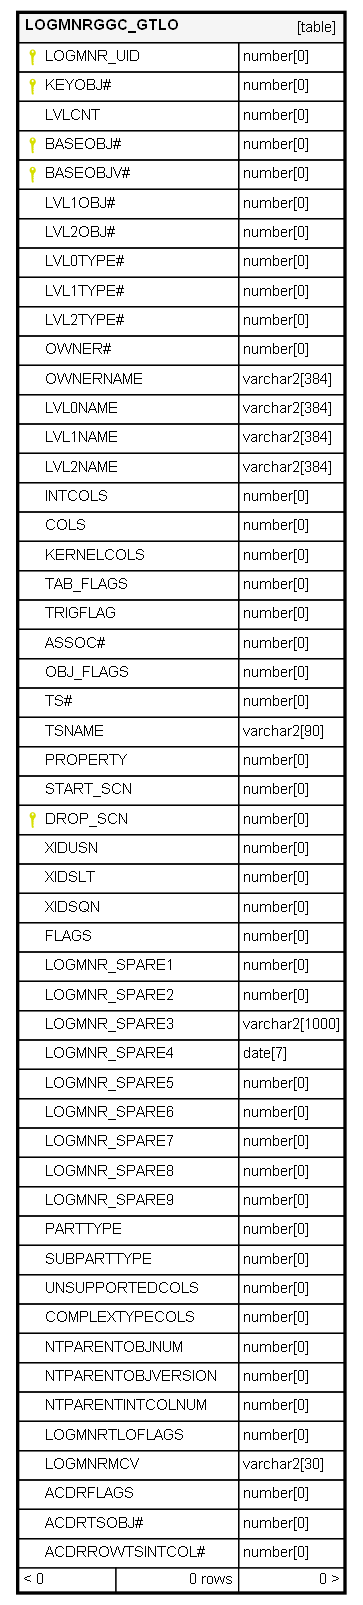 LOGMNRGGC_GTLO [table]
LOGMNR_UID number[0]
KEYOBJ# number[0]
LVLCNT number[0]
BASEOBJ# number[0]
BASEOBJV# number[0]
LVL1OBJ# number[0]
LVL2OBJ# number[0]
LVL0TYPE# number[0]
LVL1TYPE# number[0]
LVL2TYPE# number[0]
OWNER# number[0]
OWNERNAME varchar2[384]
LVL0NAME varchar2[384]
LVL1NAME varchar2[384]
LVL2NAME varchar2[384]
INTCOLS number[0]
COLS number[0]
KERNELCOLS number[0]
TAB_FLAGS number[0]
TRIGFLAG number[0]
ASSOC# number[0]
OBJ_FLAGS number[0]
TS# number[0]
TSNAME varchar2[90]
PROPERTY number[0]
START_SCN number[0]
DROP_SCN number[0]
XIDUSN number[0]
XIDSLT number[0]
XIDSQN number[0]
FLAGS number[0]
LOGMNR_SPARE1 number[0]
LOGMNR_SPARE2 number[0]
LOGMNR_SPARE3 varchar2[1000]
LOGMNR_SPARE4 date[7]
LOGMNR_SPARE5 number[0]
LOGMNR_SPARE6 number[0]
LOGMNR_SPARE7 number[0]
LOGMNR_SPARE8 number[0]
LOGMNR_SPARE9 number[0]
PARTTYPE number[0]
SUBPARTTYPE number[0]
UNSUPPORTEDCOLS number[0]
COMPLEXTYPECOLS number[0]
NTPARENTOBJNUM number[0]
NTPARENTOBJVERSION number[0]
NTPARENTINTCOLNUM number[0]
LOGMNRTLOFLAGS number[0]
LOGMNRMCV varchar2[30]
ACDRFLAGS number[0]
ACDRTSOBJ# number[0]
ACDRROWTSINTCOL# number[0]
< 0 0 rows 0 >